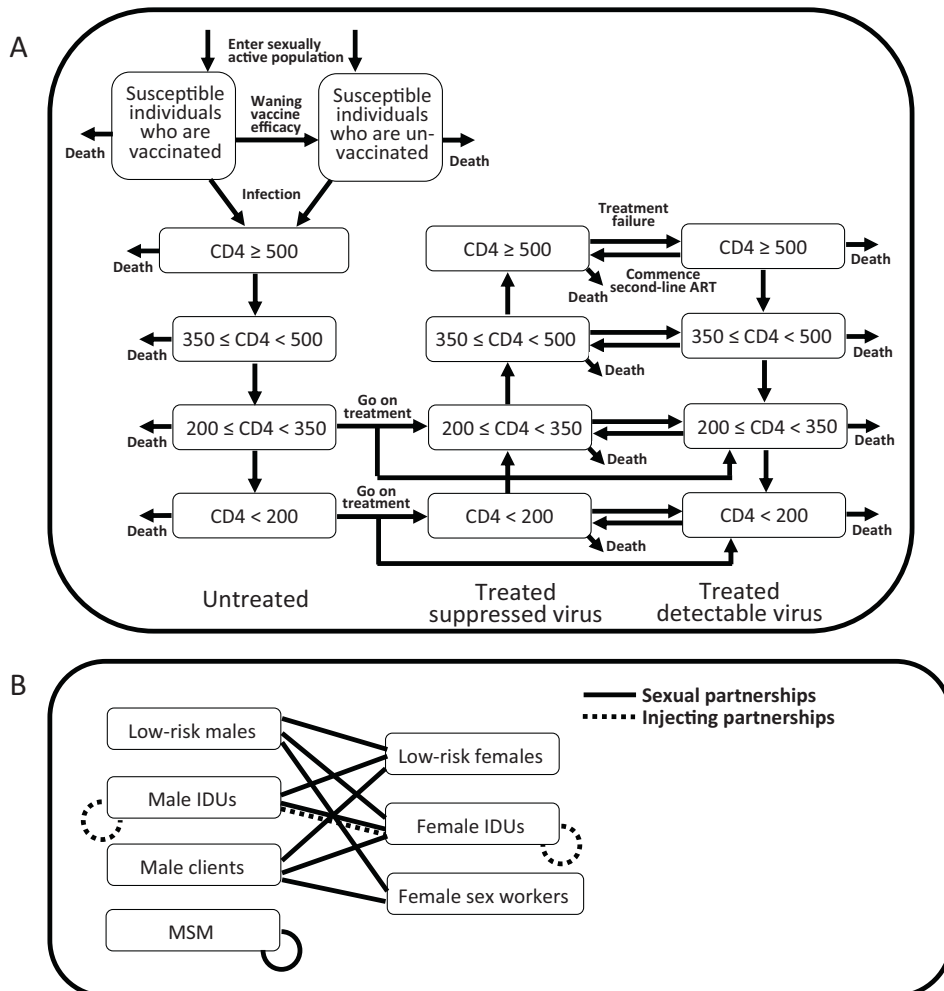 A
Enter sexually
active population
Susceptible
individuals
who are
vaccinated
Waning
vaccine
efficacy
Susceptible
individuals
who are un-
vaccinated
Death
Death
Infection
CD4 ≥ 500
Death
CD4 ≥ 500
Treatment
failure
CD4 ≥ 500
Death
Death
Commence
second-line ART
350 ≤ CD4 < 500
Death
350 ≤ CD4 < 500
Death
350 ≤ CD4 < 500
Death
200 ≤ CD4 < 350
Death
Go on
treatment
200 ≤ CD4 < 350
Death
200 ≤ CD4 < 350
Death
CD4 < 200
Death
Go on
treatment
CD4 < 200
Death
CD4 < 200
Death
Untreated
Treated
suppressed virus
Treated
detectable virus
B
Sexual partnerships
Injecting partnerships
Low-risk males
Male IDUs
Male clients
MSM
Low-risk females
Female IDUs
Female sex workers